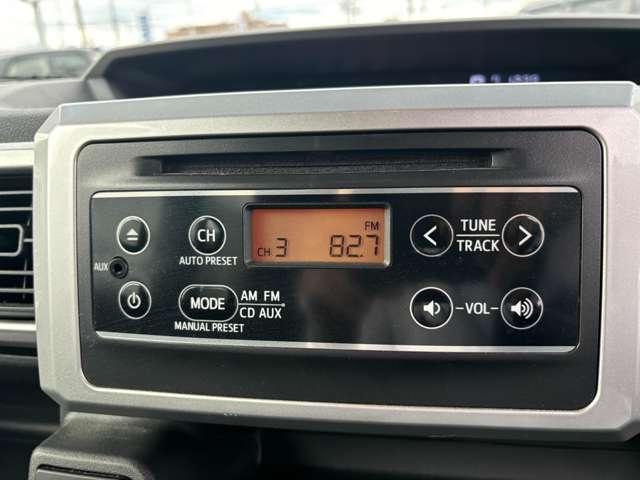 FM
CH 3 82.7
CH
AUTO PRESET
TUNE
TRACK
AUX
MODE
AM FM
CD AUX
MANUAL PRESET
VOL